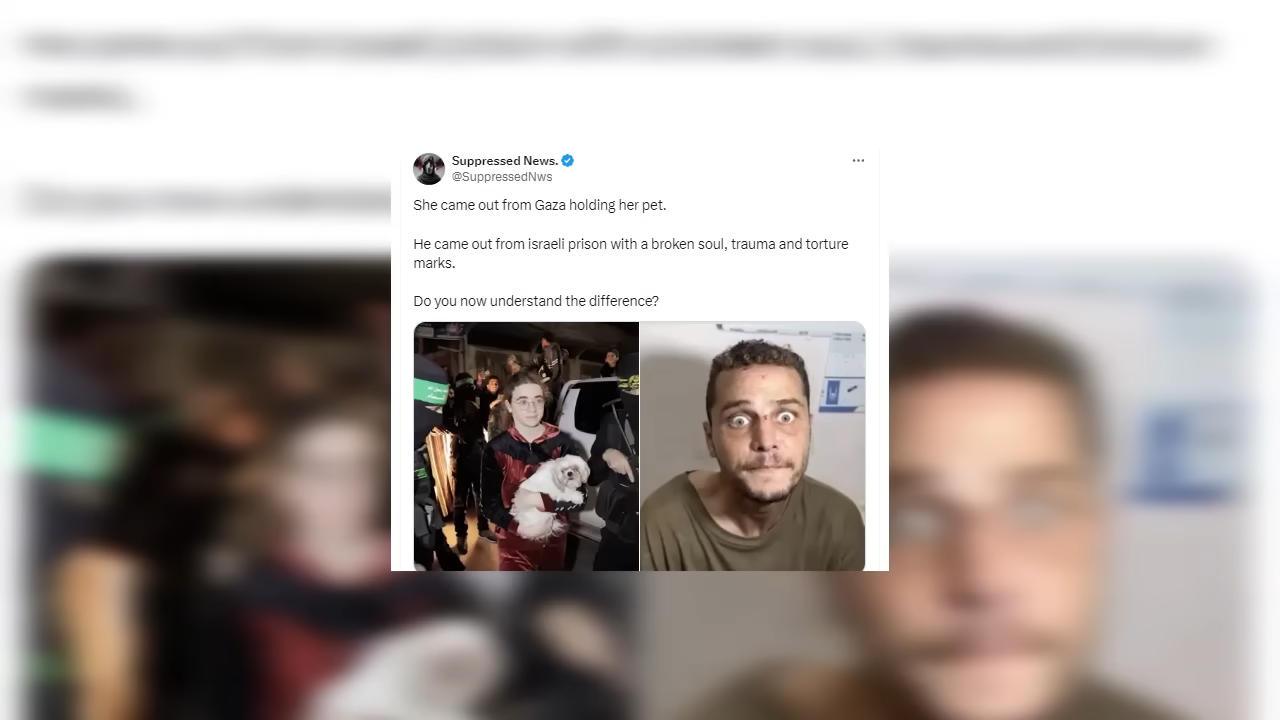 Suppressed News.
@SuppressedNws
She came out from Gaza holding her pet.
He came out from israeli prison with a broken soul, trauma and torture
marks.
Do you now understand the difference?